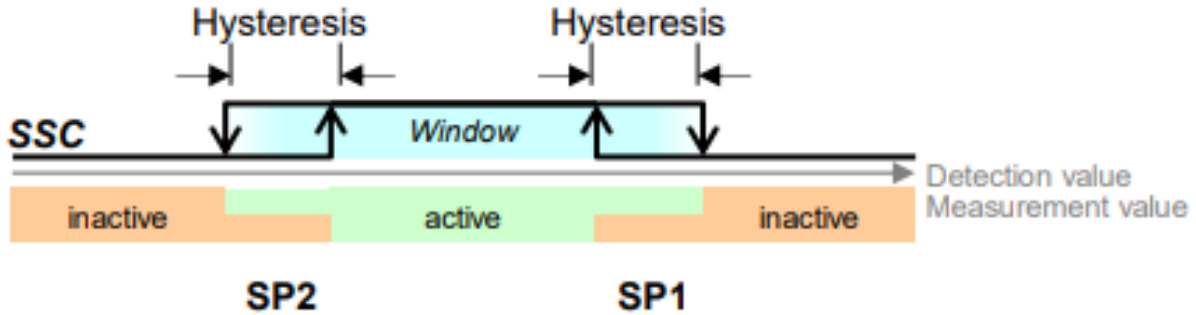 Hysteresis Hysteresis
SSC Window
Detection value
Measurement value
inactive active inactive
SP2 SP1